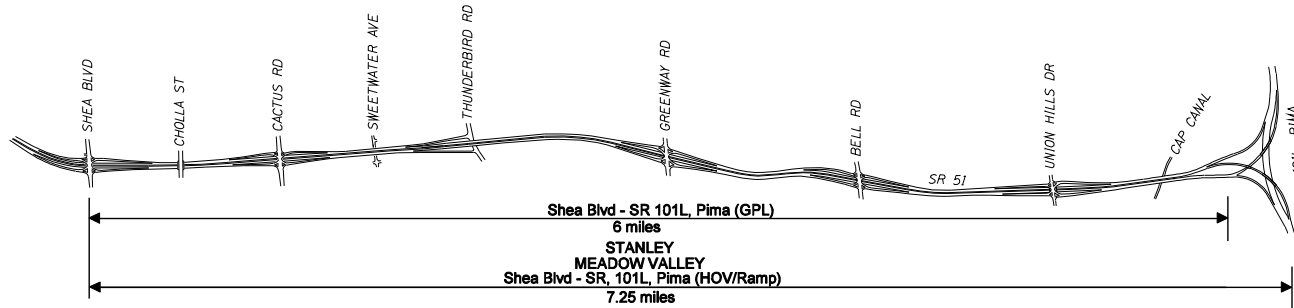 SHEA BLVD
CHOLLA ST
CACTUS RD
SWEETWATER AVE
THUNDERBIRD RD
GREENWAY RD
BELL RD
SR 51
UNION HILLS DR
CAP CANAL
PIMA
Shea Blvd - SR 101L, Pima (GPL)
6 miles
STANLEY
MEADOW VALLEY
Shea Blvd - SR, 101L, Pima (HOV/Ramp)
7.25 miles